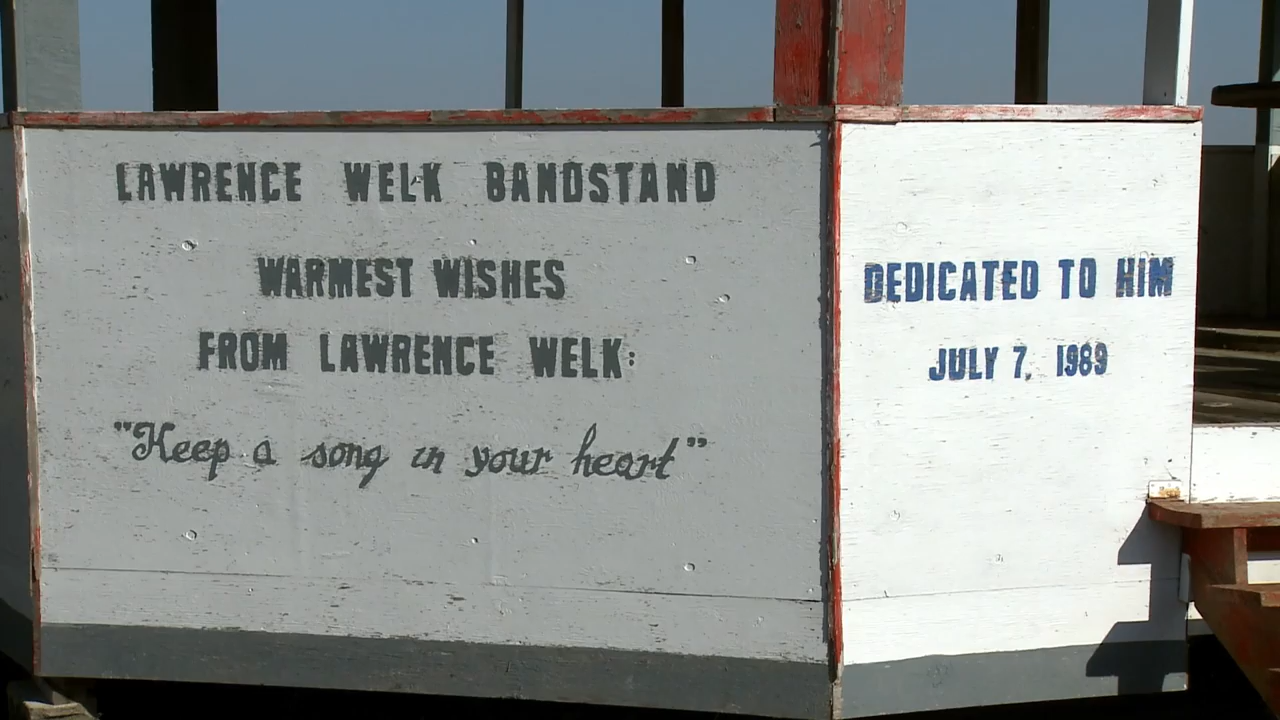 LAWRENCE WELK BANDSTAND
WARMEST WISHES
FROM LAWRENCE WELK:
"Keep a song in your heart"
DEDICATED TO HIM
JULY 7, 1989